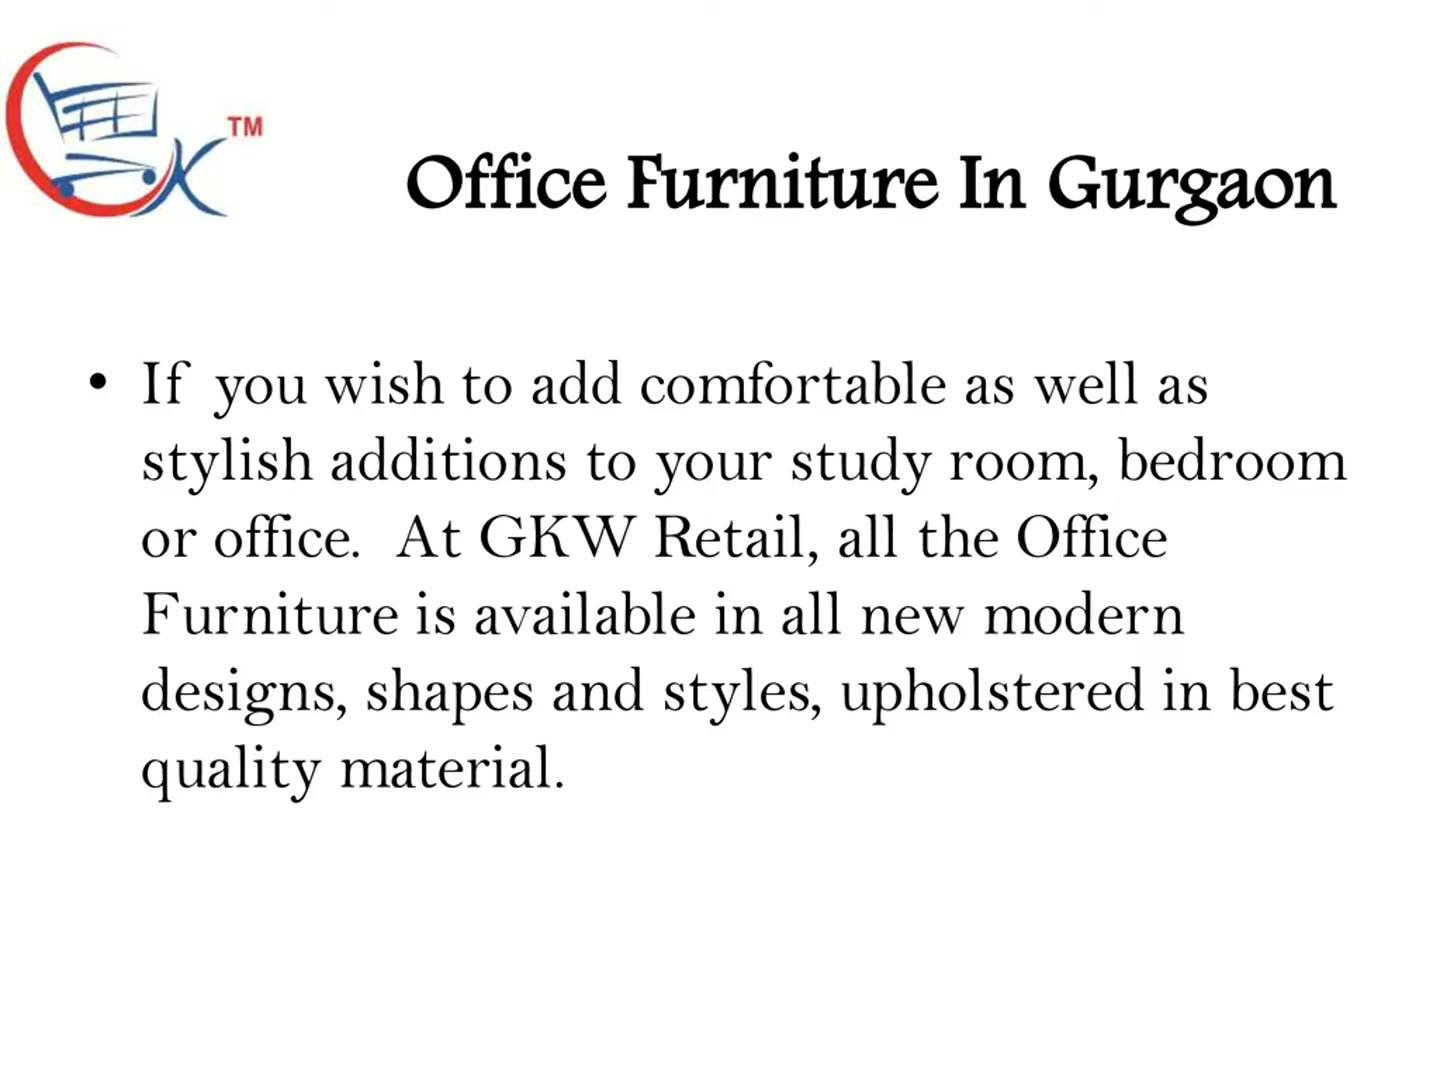 TM
Office Furniture In Gurgaon
• If you wish to add comfortable as well as
stylish additions to your study room, bedroom
or office. At GKW Retail, all the Office
Furniture is available in all new modern
designs, shapes and styles, upholstered in best
quality material.